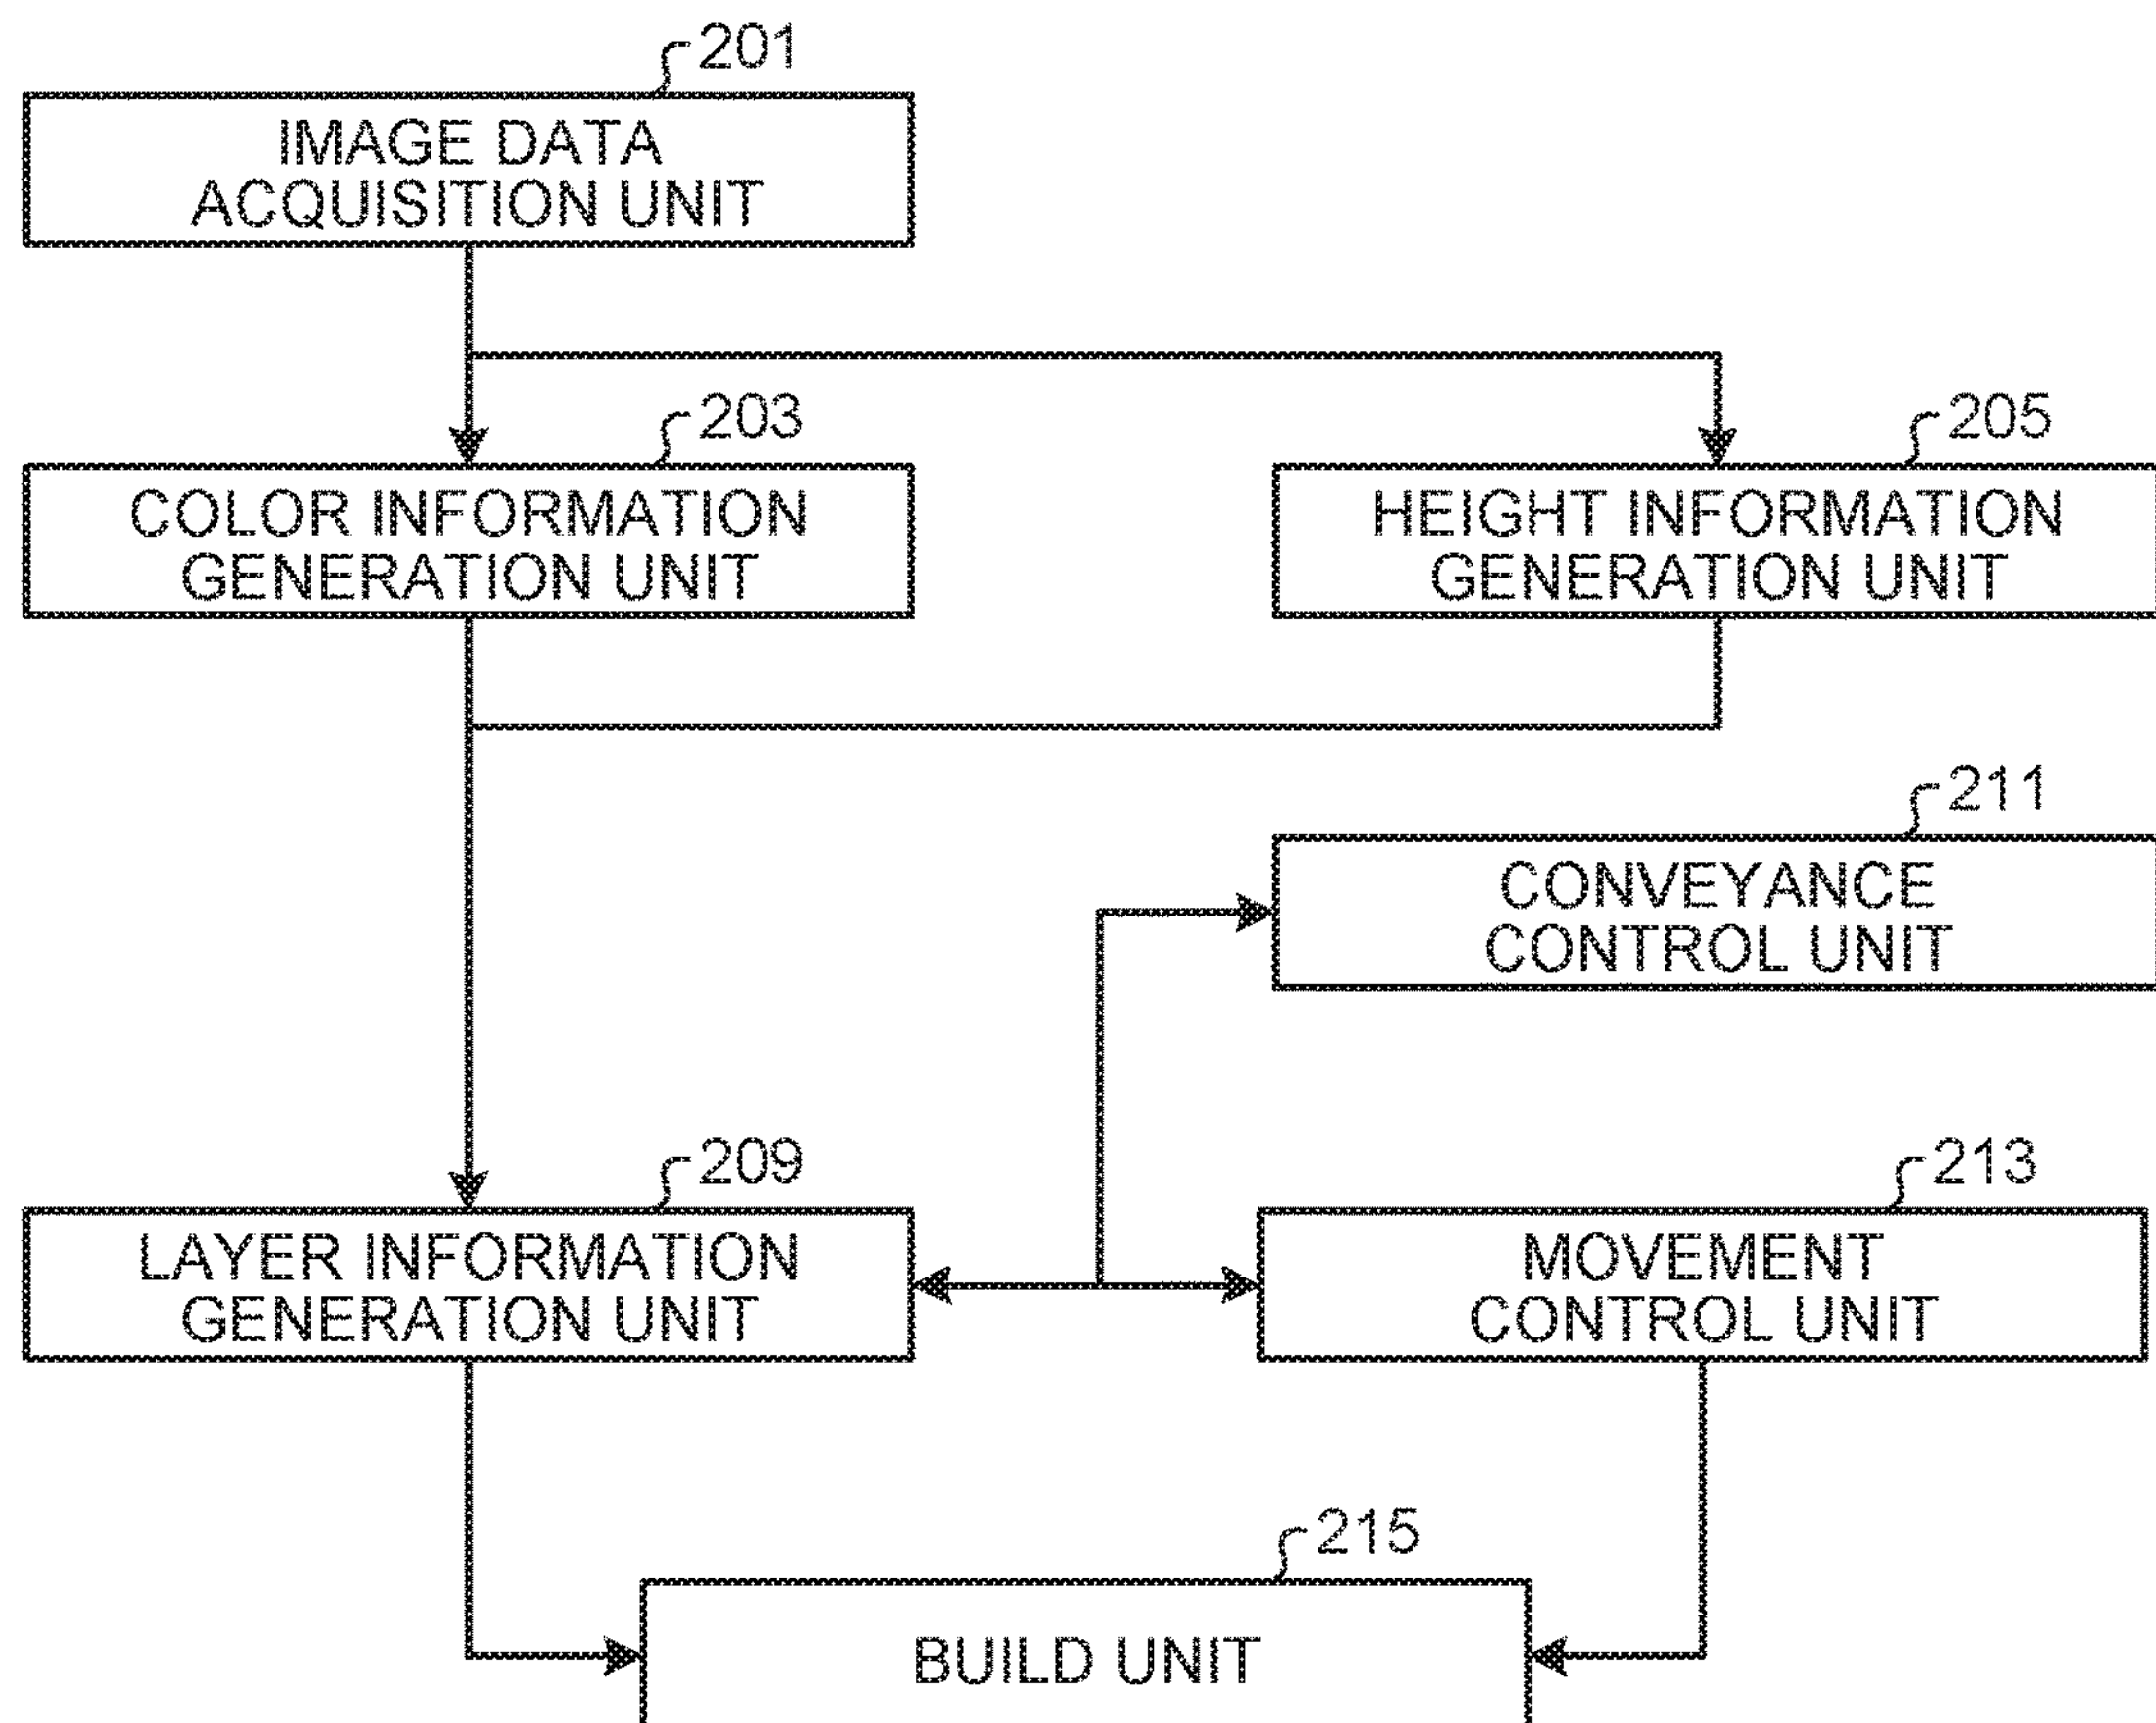 201
IMAGE DATA
ACQUISITION UNIT
203
COLOR INFORMATION
GENERATION UNIT
205
HEIGHT INFORMATION
GENERATION UNIT
211
CONVEYANCE
CONTROL UNIT
209
LAYER INFORMATION
GENERATION UNIT
213
MOVEMENT
CONTROL UNIT
215
BUILD UNIT